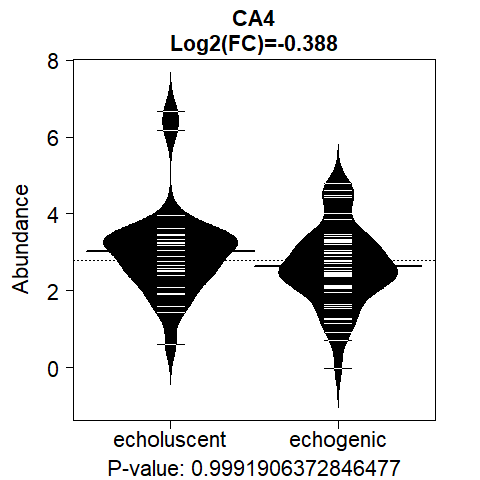 CA4
Log2(FC)=-0.388
Abundance
8
6
4
2
0
echoluscent echogenic
P-value: 0.9991906372846477